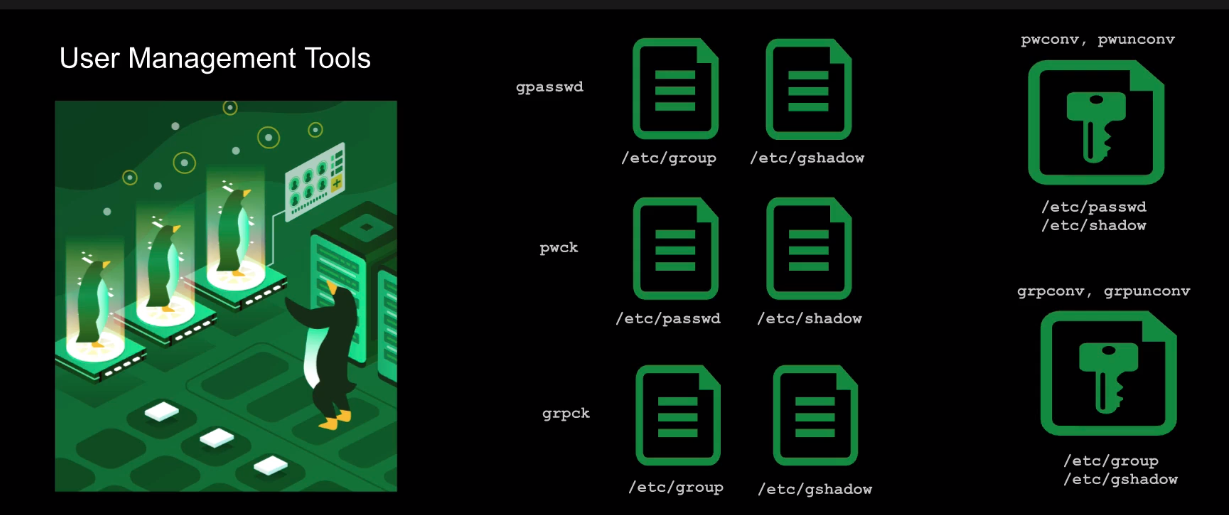 User Management Tools
gpasswd
/etc/group
/etc/gshadow
pwck
/etc/passwd
/etc/shadow
grpck
/etc/group
/etc/gshadow
pwconv, pwunconv
/etc/passwd
/etc/shadow
grpconv, grpunconv
/etc/group
/etc/gshadow